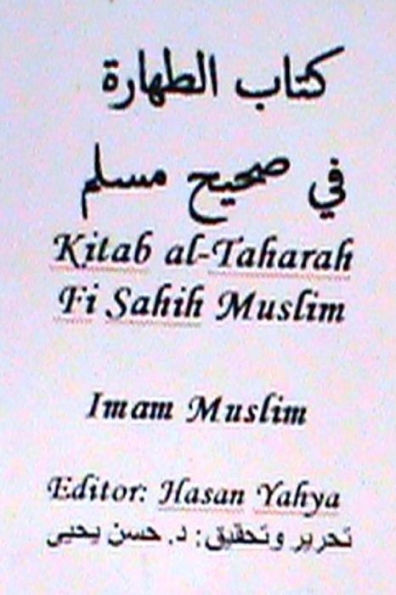 كتاب الطهارة
في صحيح مسلم
Kitab al-Taharah
Fi Sahih Muslim
Imam Muslim
Editor: Hasan Yahya
تحرير وتحقيق: د. حسن يحيى